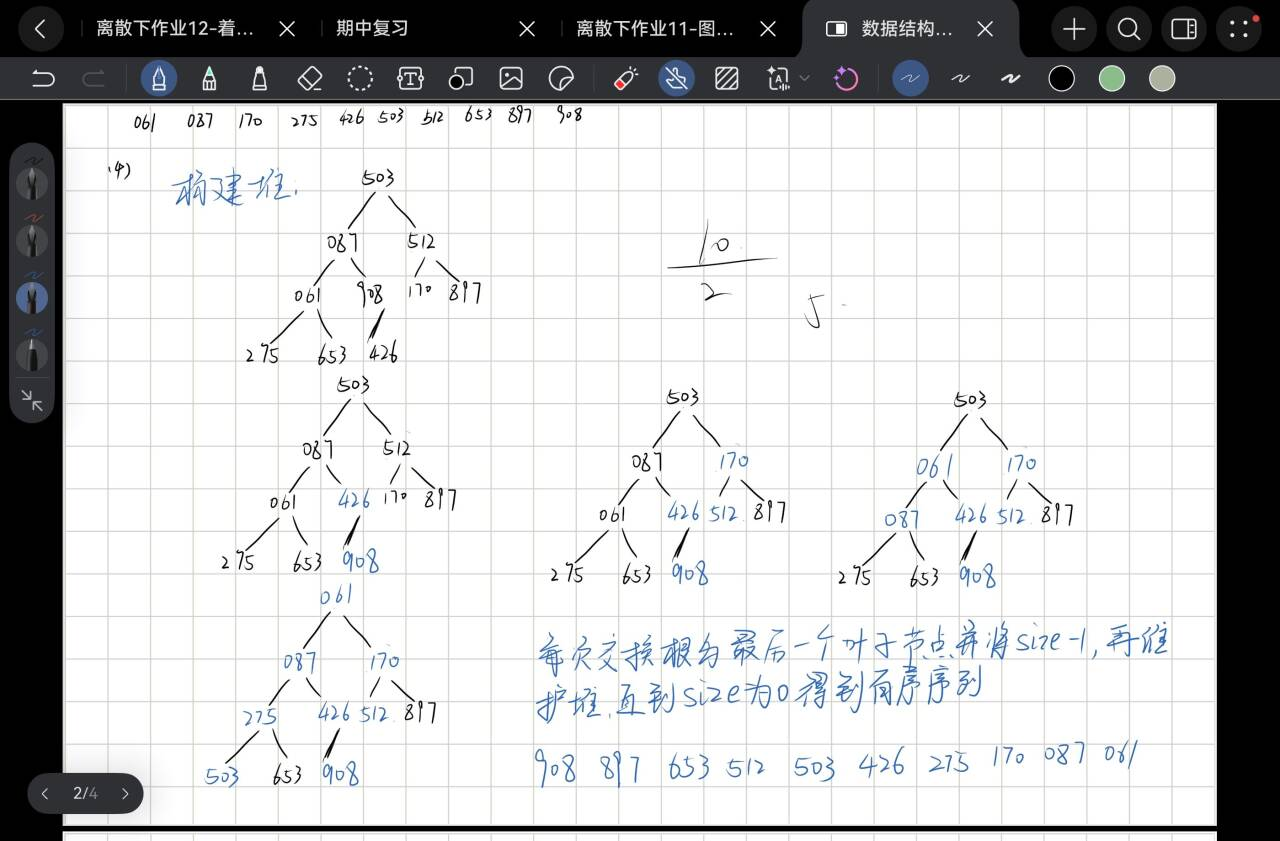 离散下作业12-着...
期中复习
离散下作业11-图...
数据结构...
061 087 170 275 426 503 512 653 897 908
(4)
构建堆.
503
087 512
061 908 170 897
275 653 426
10
2
5
503
087 512
061 426 170 897
275 653 908
503
087 170
061 426 512 897
275 653 908
503
061 170
087 426 512 897
275 653 908
061
087 170
275 426 512 897
503 653 908
每次交换根与最后一个叶子节点并将size-1,再维
护堆,直到size为0得到有序序列
908 897 653 512 503 426 275 170 087 061
2/4